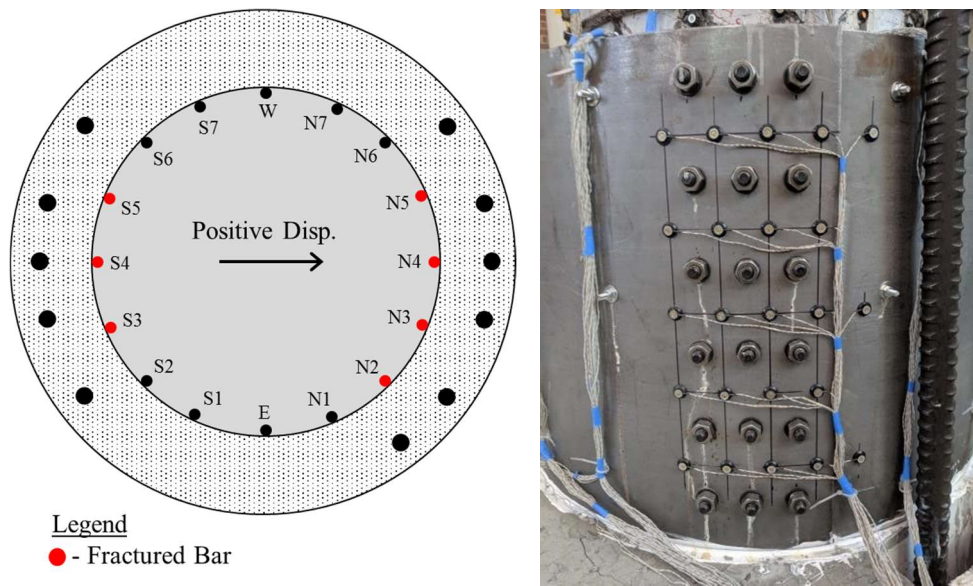 W
S7
N7
S6
N6
S5
N5
Positive Disp.
S4
N4
S3
N3
S2
N2
S1
N1
E
Legend
- Fractured Bar